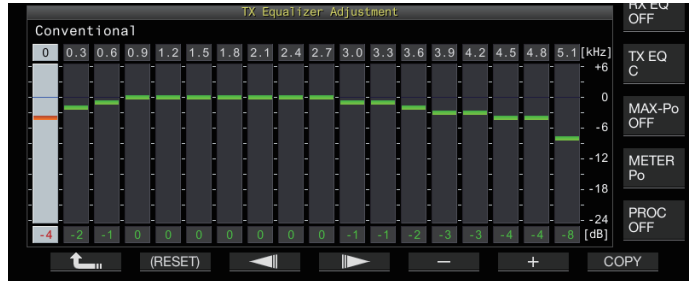 TX Equalizer Adjustment
Conventional
0 0.3 0.6 0.9 1.2 1.5 1.8 2.1 2.4 2.7 3.0 3.3 3.6 3.9 4.2 4.5 4.8 5.1 [kHz]
+6
0
-6
-12
-18
-24
-4 -2 -1 0 0 0 0 0 0 0 -1 -1 -2 -3 -3 -4 -4 -8 [dB]
RX EQ
OFF
TX EQ
C
MAX-Po
OFF
METER
Po
PROC
OFF
(RESET) − + COPY